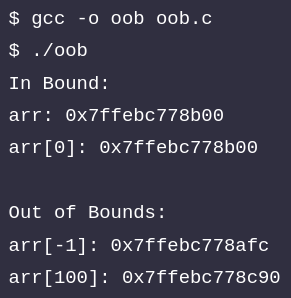 $ gcc -o oob oob.c
$ ./oob
In Bound:
arr: 0x7ffebc778b00
arr[0]: 0x7ffebc778b00
Out of Bounds:
arr[-1]: 0x7ffebc778afc
arr[100]: 0x7ffebc778c90